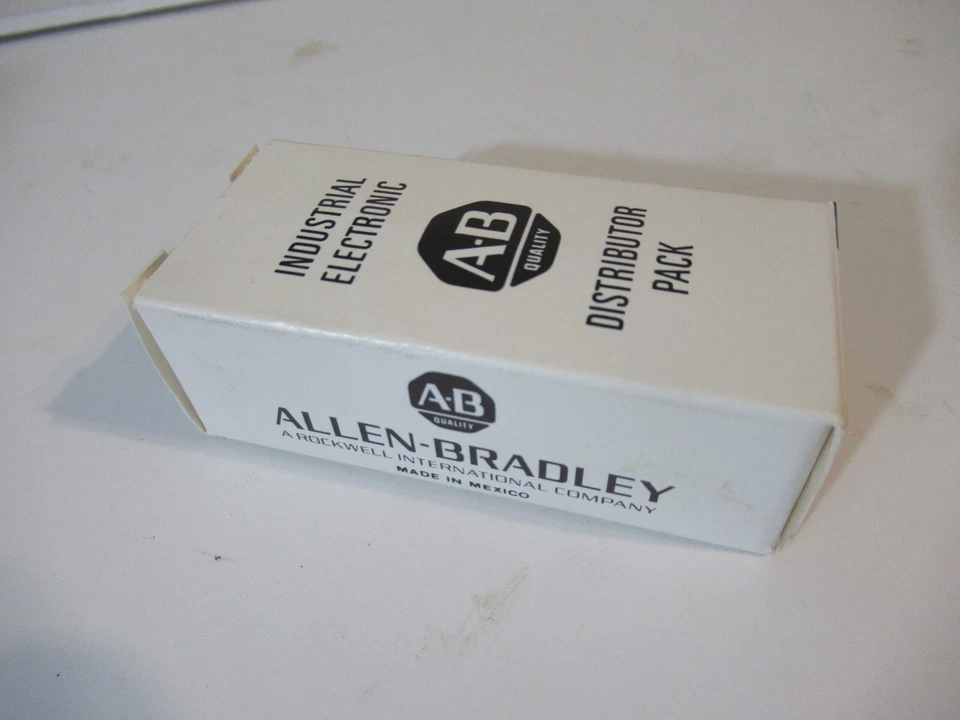 INDUSTRIAL
ELECTRONIC
A·B
QUALITY
DISTRIBUTOR
PACK
A·B
QUALITY
ALLEN-BRADLEY
A ROCKWELL INTERNATIONAL COMPANY
MADE IN MEXICO